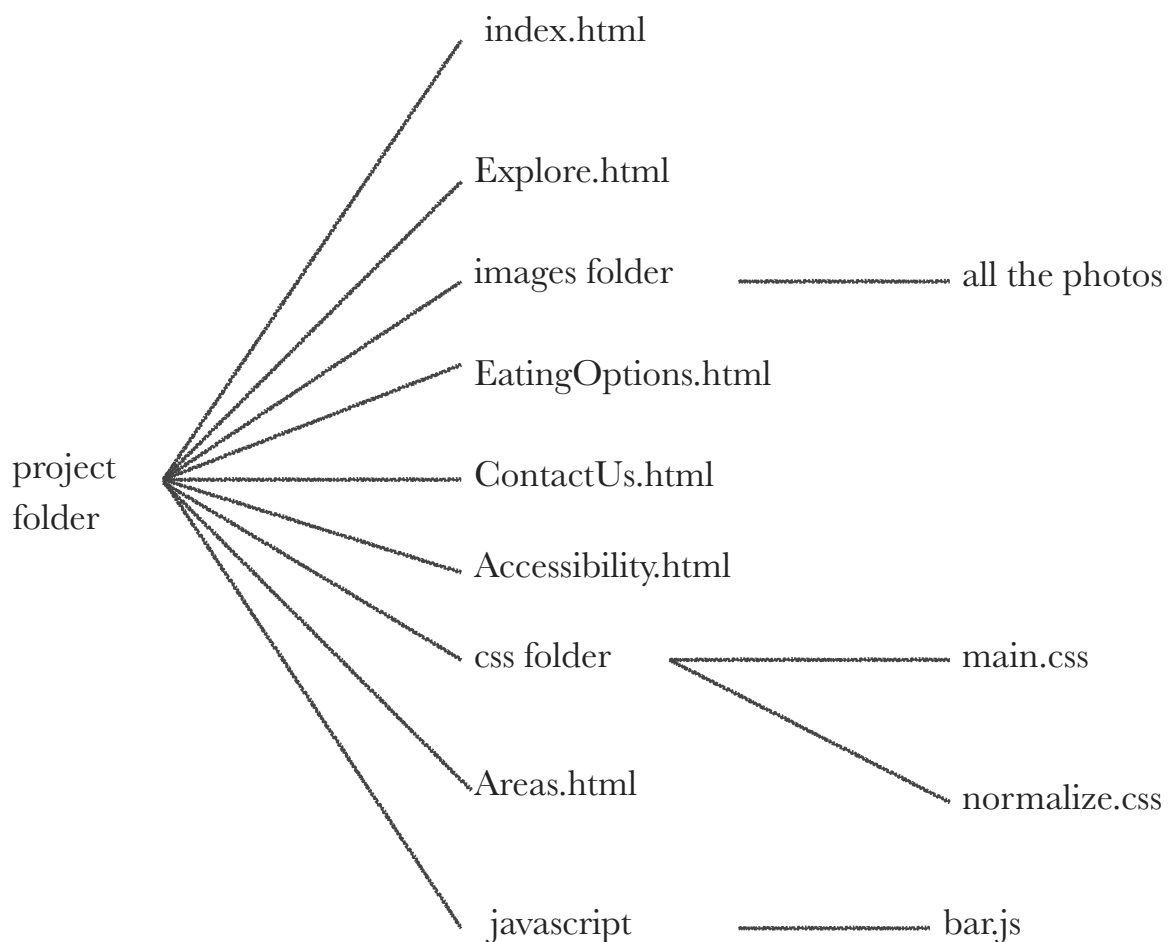 index.html
Explore.html
images folder
all the photos
EatingOptions.html
project
folder
ContactUs.html
Accessibility.html
css folder
main.css
Areas.html
normalize.css
javascript
bar.js